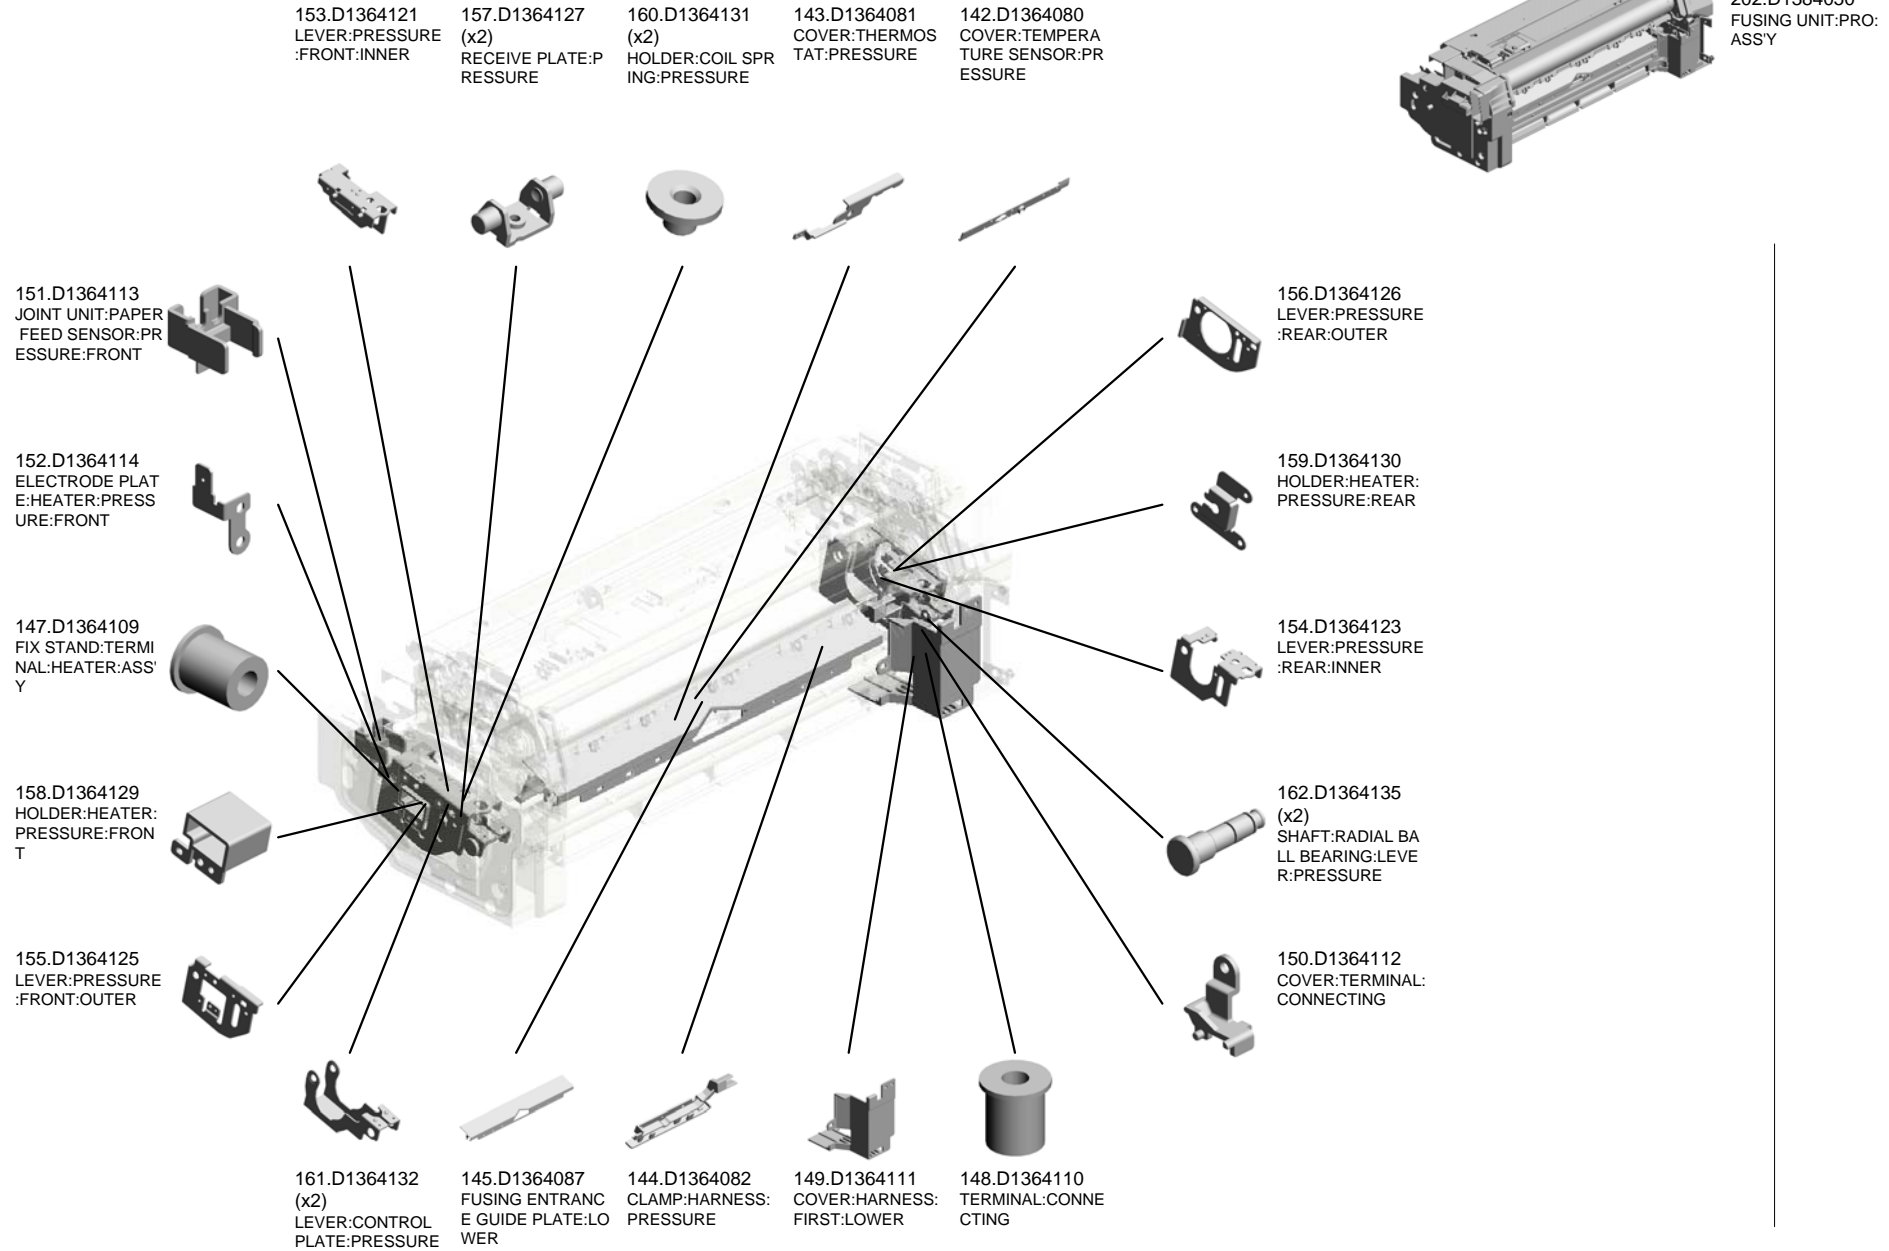 153.D1364121
LEVER:PRESSURE
:FRONT:INNER
157.D1364127
(x2)
RECEIVE PLATE:P
RESSURE
160.D1364131
(x2)
HOLDER:COIL SPR
ING:PRESSURE
143.D1364081
COVER:THERMOS
TAT:PRESSURE
142.D1364080
COVER:TEMPERA
TURE SENSOR:PR
ESSURE
FUSING UNIT:PRO:
ASS'Y
151.D1364113
JOINT UNIT:PAPER
FEED SENSOR:PR
ESSURE:FRONT
156.D1364126
LEVER:PRESSURE
:REAR:OUTER
152.D1364114
ELECTRODE PLAT
E:HEATER:PRESS
URE:FRONT
159.D1364130
HOLDER:HEATER:
PRESSURE:REAR
147.D1364109
FIX STAND:TERMI
NAL:HEATER:ASS'
Y
154.D1364123
LEVER:PRESSURE
:REAR:INNER
158.D1364129
HOLDER:HEATER:
PRESSURE:FRON
T
162.D1364135
(x2)
SHAFT:RADIAL BA
LL BEARING:LEVE
R:PRESSURE
155.D1364125
LEVER:PRESSURE
:FRONT:OUTER
150.D1364112
COVER:TERMINAL:
CONNECTING
161.D1364132
(x2)
LEVER:CONTROL
PLATE:PRESSURE
145.D1364087
FUSING ENTRANC
E GUIDE PLATE:LO
WER
144.D1364082
CLAMP:HARNESS:
PRESSURE
149.D1364111
COVER:HARNESS:
FIRST:LOWER
148.D1364110
TERMINAL:CONNE
CTING